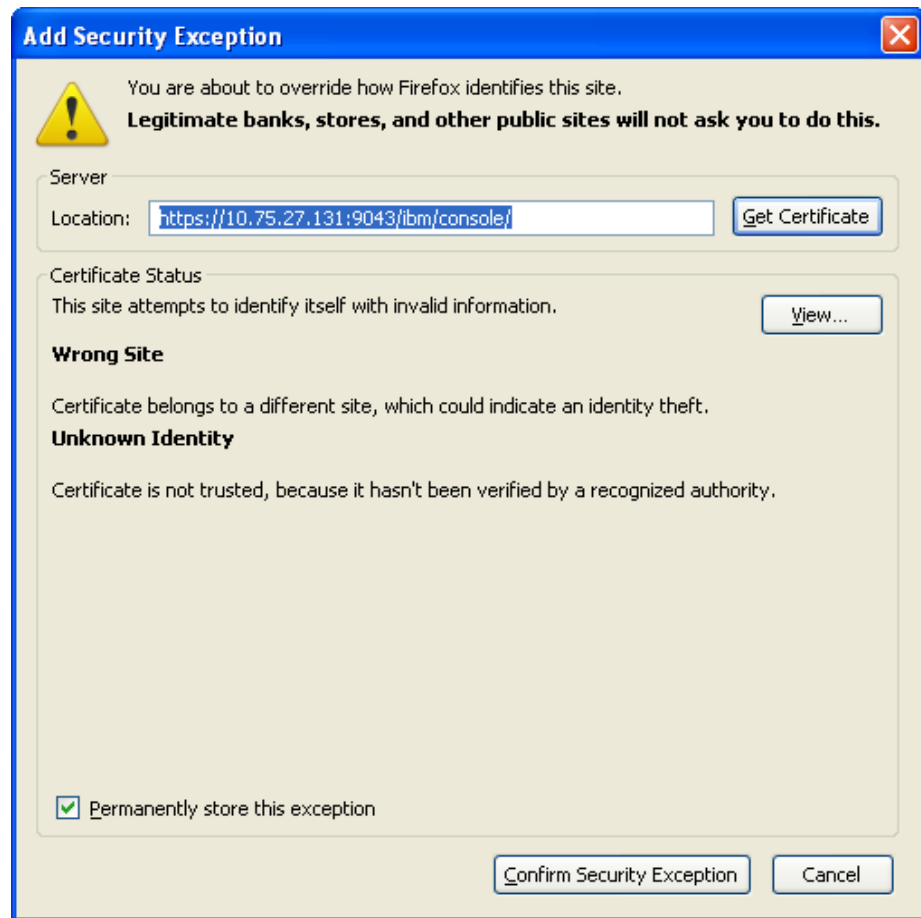 Add Security Exception
You are about to override how Firefox identifies this site.
Legitimate banks, stores, and other public sites will not ask you to do this.
Server
Location: https://10.75.27.131:9043/ibm/console/ Get Certificate
Certificate Status
This site attempts to identify itself with invalid information.
View...
Wrong Site
Certificate belongs to a different site, which could indicate an identity theft.
Unknown Identity
Certificate is not trusted, because it hasn't been verified by a recognized authority.
Permanently store this exception
Confirm Security Exception Cancel